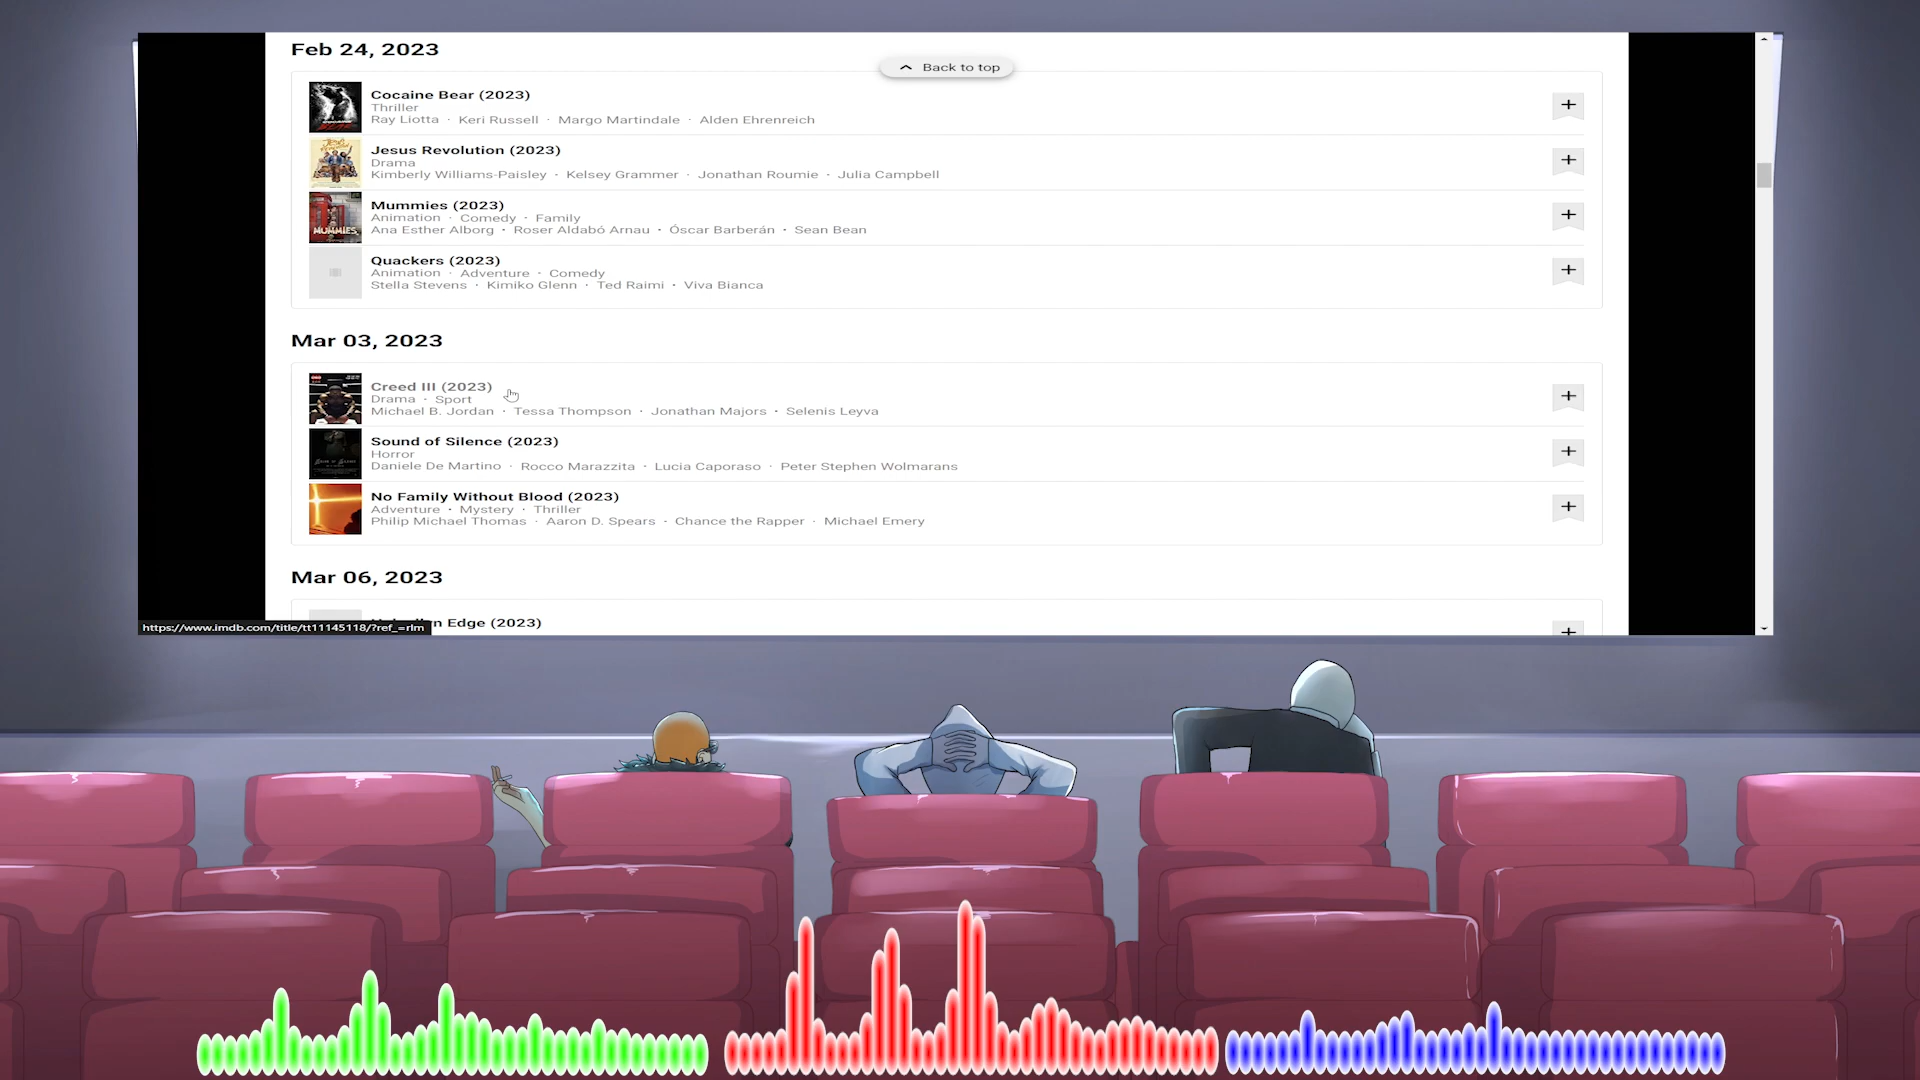 Feb 24, 2023
Back to top
Cocaine Bear (2023)
Thriller
Ray Liotta · Keri Russell · Margo Martindale · Alden Ehrenreich
Jesus Revolution (2023)
Drama
Kimberly Williams-Paisley · Kelsey Grammer · Jonathan Roumie · Julia Campbell
MUMMIES
Mummies (2023)
Animation · Comedy · Family
Ana Esther Alborg · Roser Aldabó Arnau · Óscar Barberán · Sean Bean
Quackers (2023)
Animation · Adventure · Comedy
Stella Stevens · Kimiko Glenn · Ted Raimi · Viva Bianca
Mar 03, 2023
Creed III (2023)
Drama · Sport
Michael B. Jordan · Tessa Thompson · Jonathan Majors · Selenis Leyva
Sound of Silence (2023)
Horror
Daniele De Martino · Rocco Marazzita · Lucia Caporaso · Peter Stephen Wolmarans
No Family Without Blood (2023)
Adventure · Mystery · Thriller
Philip Michael Thomas · Aaron D. Spears · Chance the Rapper · Michael Emery
Mar 06, 2023
Edge (2023)
https://www.imdb.com/title/tt11145118/?ref_=rlm